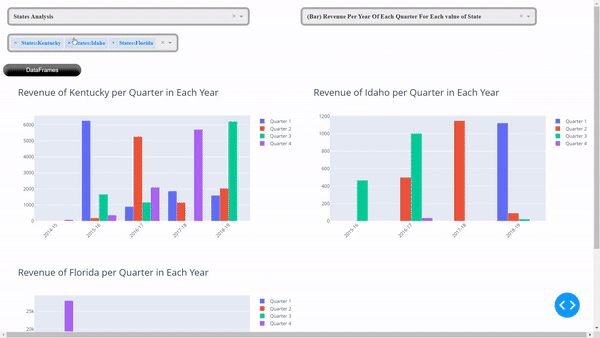 States Analysis
(Bar) Revenue Per Year Of Each Quarter For Each value of State
× States:Kentucky × States:Idaho × States:Florida
DataFrames
Revenue of Kentucky per Quarter in Each Year
Revenue of Idaho per Quarter in Each Year
6000
5000
4000
3000
2000
1000
0
2014-15
2015-16
2016-17
2017-18
2018-19
Quarter 1
Quarter 2
Quarter 3
Quarter 4
1200
1000
800
600
400
200
0
2015-16
2016-17
2017-18
2018-19
Quarter 1
Quarter 2
Quarter 3
Quarter 4
Revenue of Florida per Quarter in Each Year
25k
20k
Quarter 1
Quarter 2
Quarter 3
Quarter 4